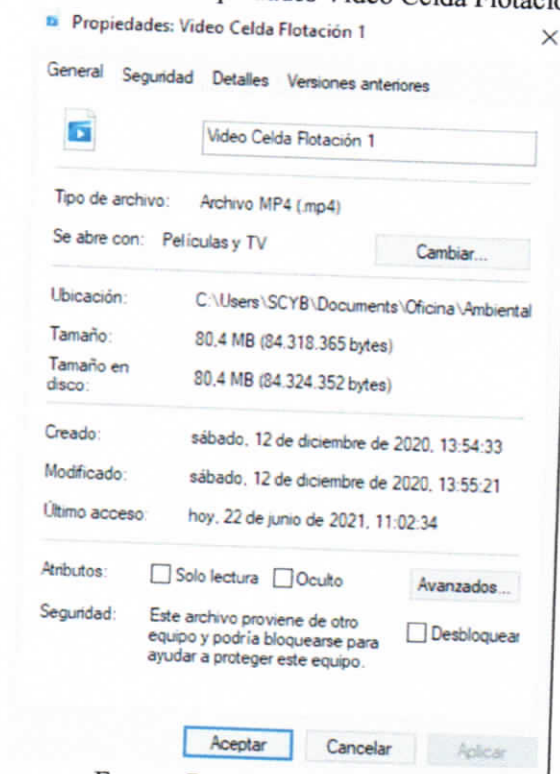 Video Celda Flotació
Propiedades: Video Celda Flotación 1
General Seguridad Detalles Versiones anteriores
Video Celda Flotación 1
Tipo de archivo: Archivo MP4 (.mp4)
Se abre con: Películas y TV Cambiar...
Ubicación: C:\Users\SCYB\Documents\Oficina\Ambiental
Tamaño: 80,4 MB (84.318.365 bytes)
Tamaño en disco: 80,4 MB (84.324.352 bytes)
Creado: sábado, 12 de diciembre de 2020, 13:54:33
Modificado: sábado, 12 de diciembre de 2020, 13:55:21
Último acceso: hoy, 22 de junio de 2021, 11:02:34
Atributos: Solo lectura Oculto Avanzados...
Seguridad: Este archivo proviene de otro
equipo y podría bloquearse para
ayudar a proteger este equipo.
Desbloquear
Aceptar Cancelar Aplicar